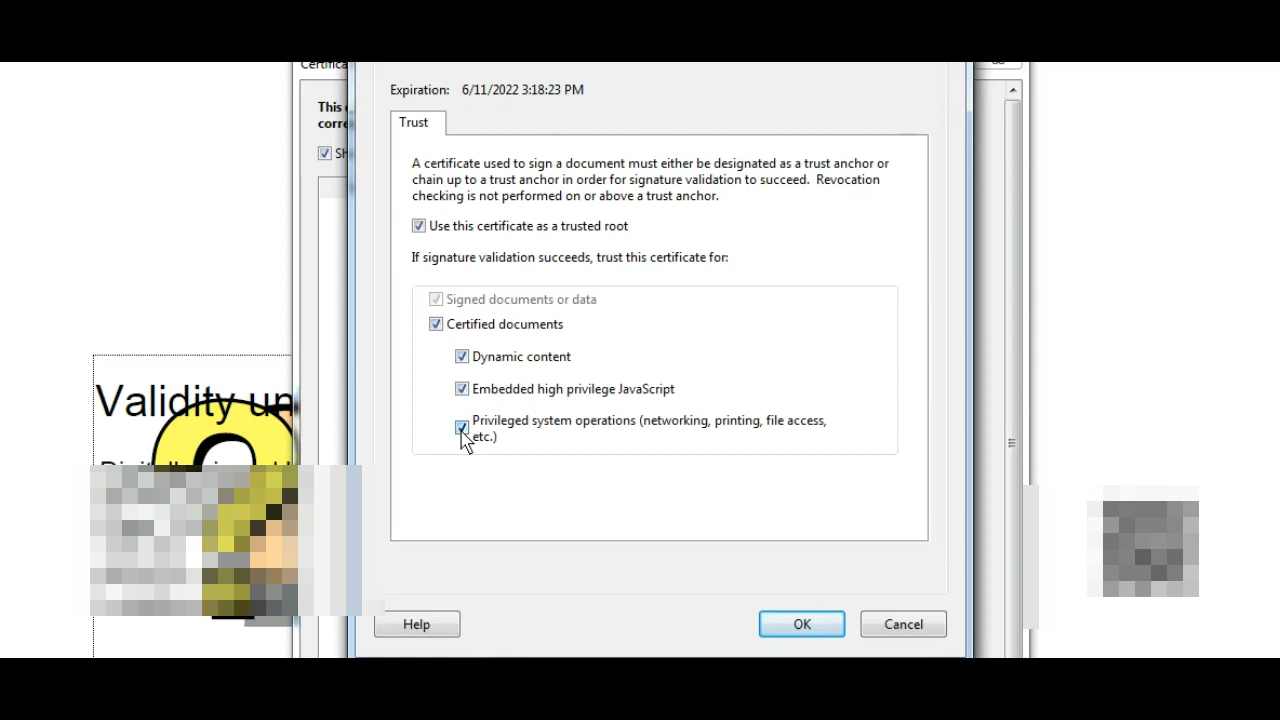 Certifica
Expiration: 6/11/2022 3:18:23 PM
This
corre
Trust
Sh
A certificate used to sign a document must either be designated as a trust anchor or
chain up to a trust anchor in order for signature validation to succeed. Revocation
checking is not performed on or above a trust anchor.
Use this certificate as a trusted root
If signature validation succeeds, trust this certificate for:
Signed documents or data
Certified documents
Dynamic content
Embedded high privilege JavaScript
Privileged system operations (networking, printing, file access,
etc.)
Validity un
Help
OK
Cancel